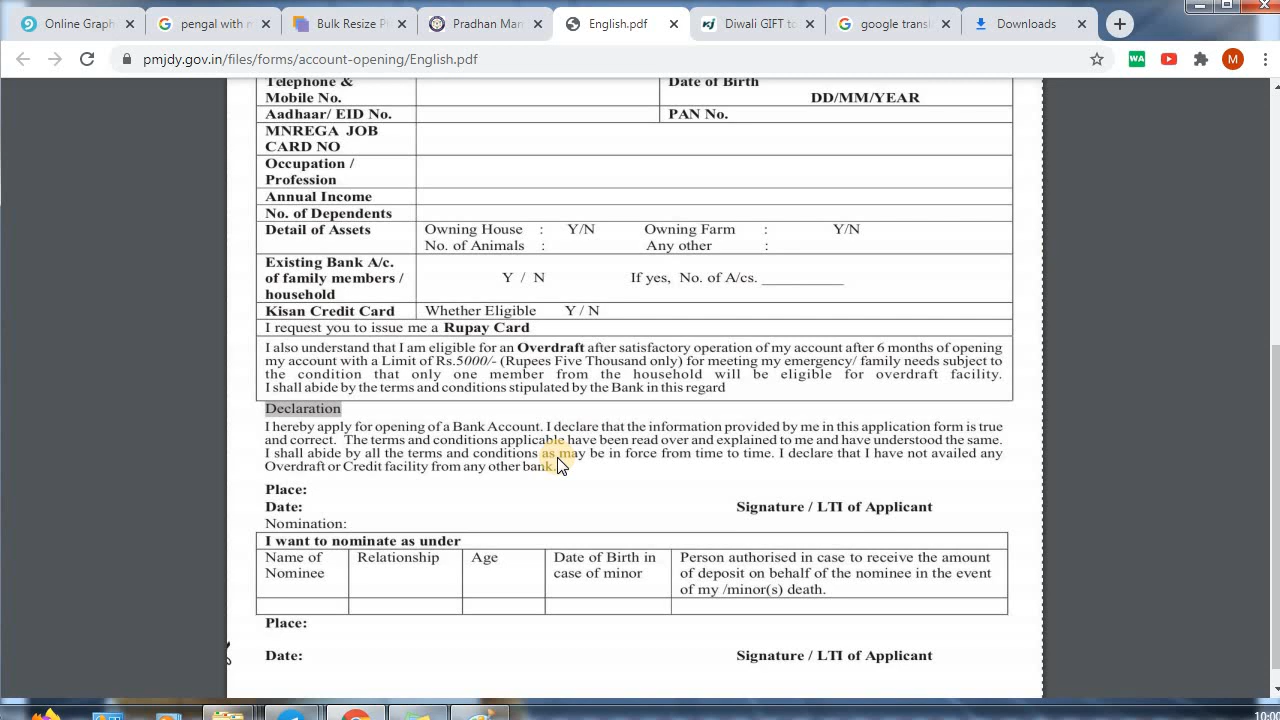 Online Graph
pengal with
Bulk Resize P
Pradhan Man
English.pdf
Diwali GIFT to
google transl
Downloads
pmjdy.gov.in/files/forms/account-opening/English.pdf
WA
M
Telephone & Mobile No.
Date of Birth
DD/MM/YEAR
Aadhaar/ EID No.
PAN No.
MNREGA JOB
CARD NO
Occupation /
Profession
Annual Income
No. of Dependents
Detail of Assets
Owning House : Y/N Owning Farm : Y/N
No. of Animals : Any other :
Existing Bank A/c.
of family members /
household
Y / N If yes, No. of A/cs. ___________
Kisan Credit Card Whether Eligible Y / N
I request you to issue me a Rupay Card
I also understand that I am eligible for an Overdraft after satisfactory operation of my account after 6 months of opening
my account with a Limit of Rs.5000/- (Rupees Five Thousand only) for meeting my emergency/ family needs subject to
the condition that only one member from the household will be eligible for overdraft facility.
I shall abide by the terms and conditions stipulated by the Bank in this regard
Declaration
I hereby apply for opening of a Bank Account. I declare that the information provided by me in this application form is true
and correct. The terms and conditions applicable have been read over and explained to me and have understood the same.
I shall abide by all the terms and conditions as may be in force from time to time. I declare that I have not availed any
Overdraft or Credit facility from any other bank.
Place:
Date: Signature / LTI of Applicant
Nomination:
I want to nominate as under
Name of
Nominee
Relationship
Age
Date of Birth in
case of minor
Person authorised in case to receive the amount
of deposit on behalf of the nominee in the event
of my /minor(s) death.
Place:
Date: Signature / LTI of Applicant